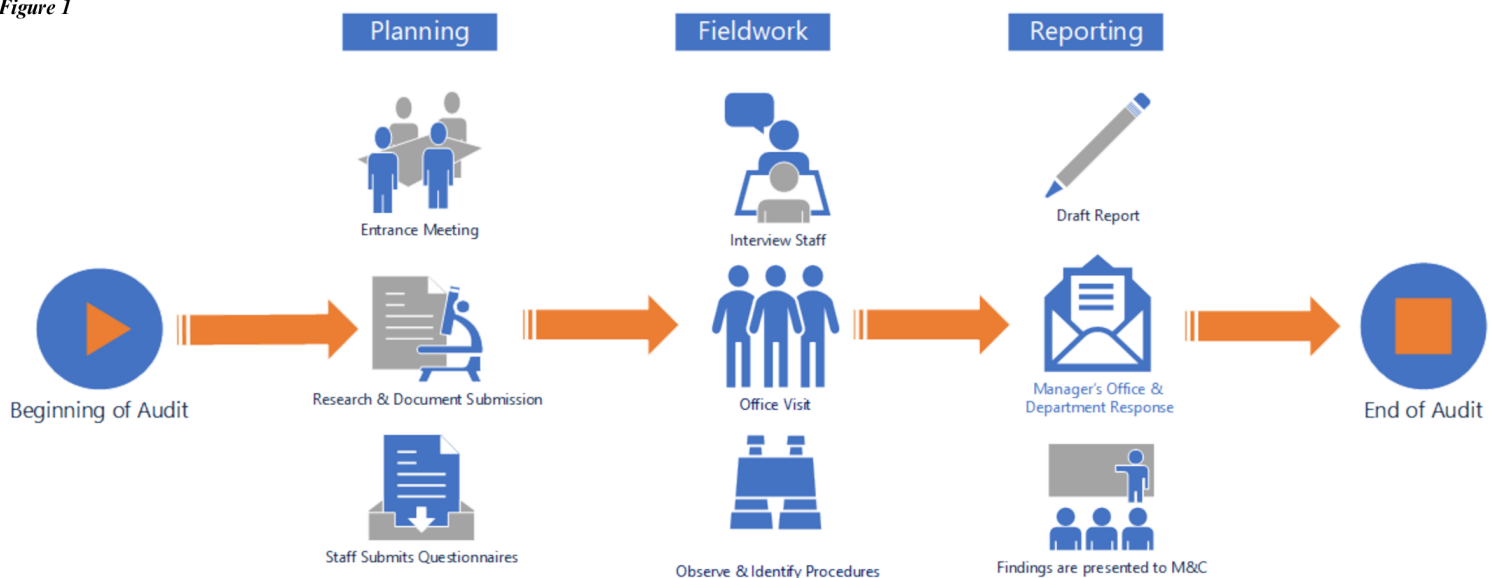 Figure 1
Planning
Fieldwork
Reporting
Entrance Meeting
Interview Staff
Draft Report
Beginning of Audit
Research & Document Submission
Office Visit
Manager's Office &
Department Response
End of Audit
Staff Submits Questionnaires
Observe & Identify Procedures
Findings are presented to M&C